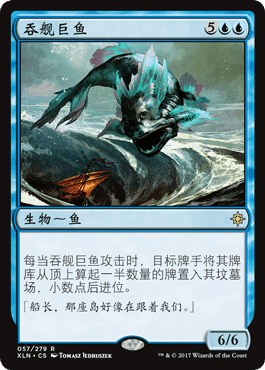 吞舰巨鱼
5
生物～鱼
每当吞舰巨鱼攻击时，目标牌手将其牌
库从顶上算起一半数量的牌置入其坟墓
场，小数点后进位。
「船长，那座岛好像在跟着我们。」
6/6
057/279 R
XLN • CS TOMASZ JEDRUSZEK
™ & © 2017 Wizards of the Coast